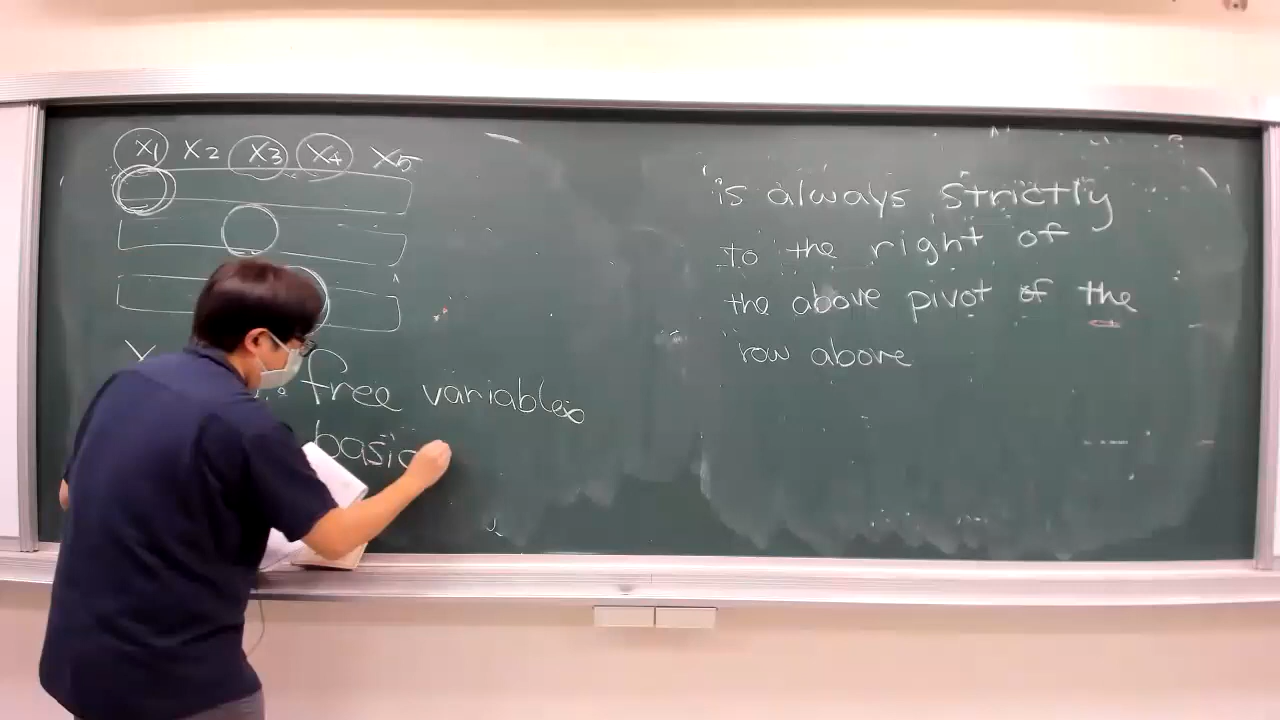 x1 x2 x3 x4 x5
free variables
basic
is always strictly
to the right of
the above pivot of the
row above